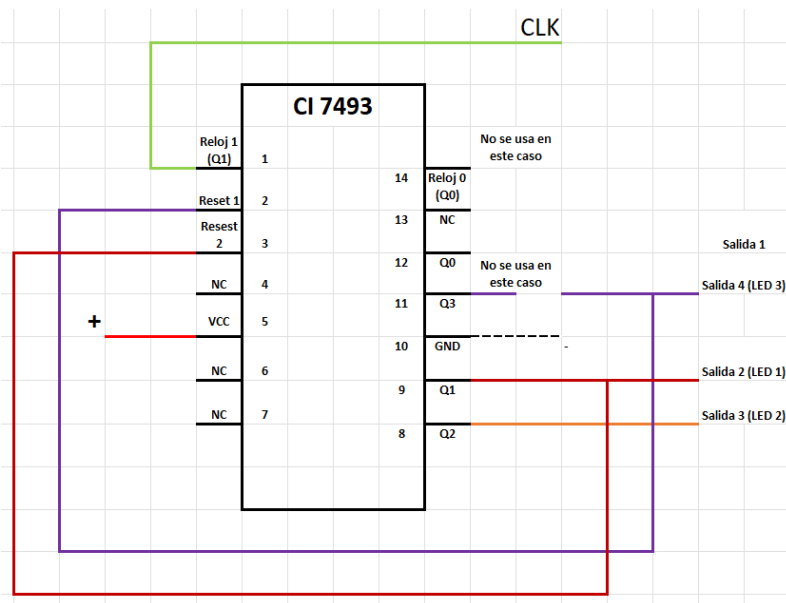 CLK
CI 7493
Reloj 1
(Q1)
1
Reset 1
2
Resest
2
3
NC
4
+
VCC
5
NC
6
NC
7
No se usa en
este caso
14
Reloj 0
(Q0)
13
NC
12
Q0
No se usa en
este caso
11
Q3
10
GND
-
9
Q1
8
Q2
Salida 1
Salida 4 (LED 3)
Salida 2 (LED 1)
Salida 3 (LED 2)